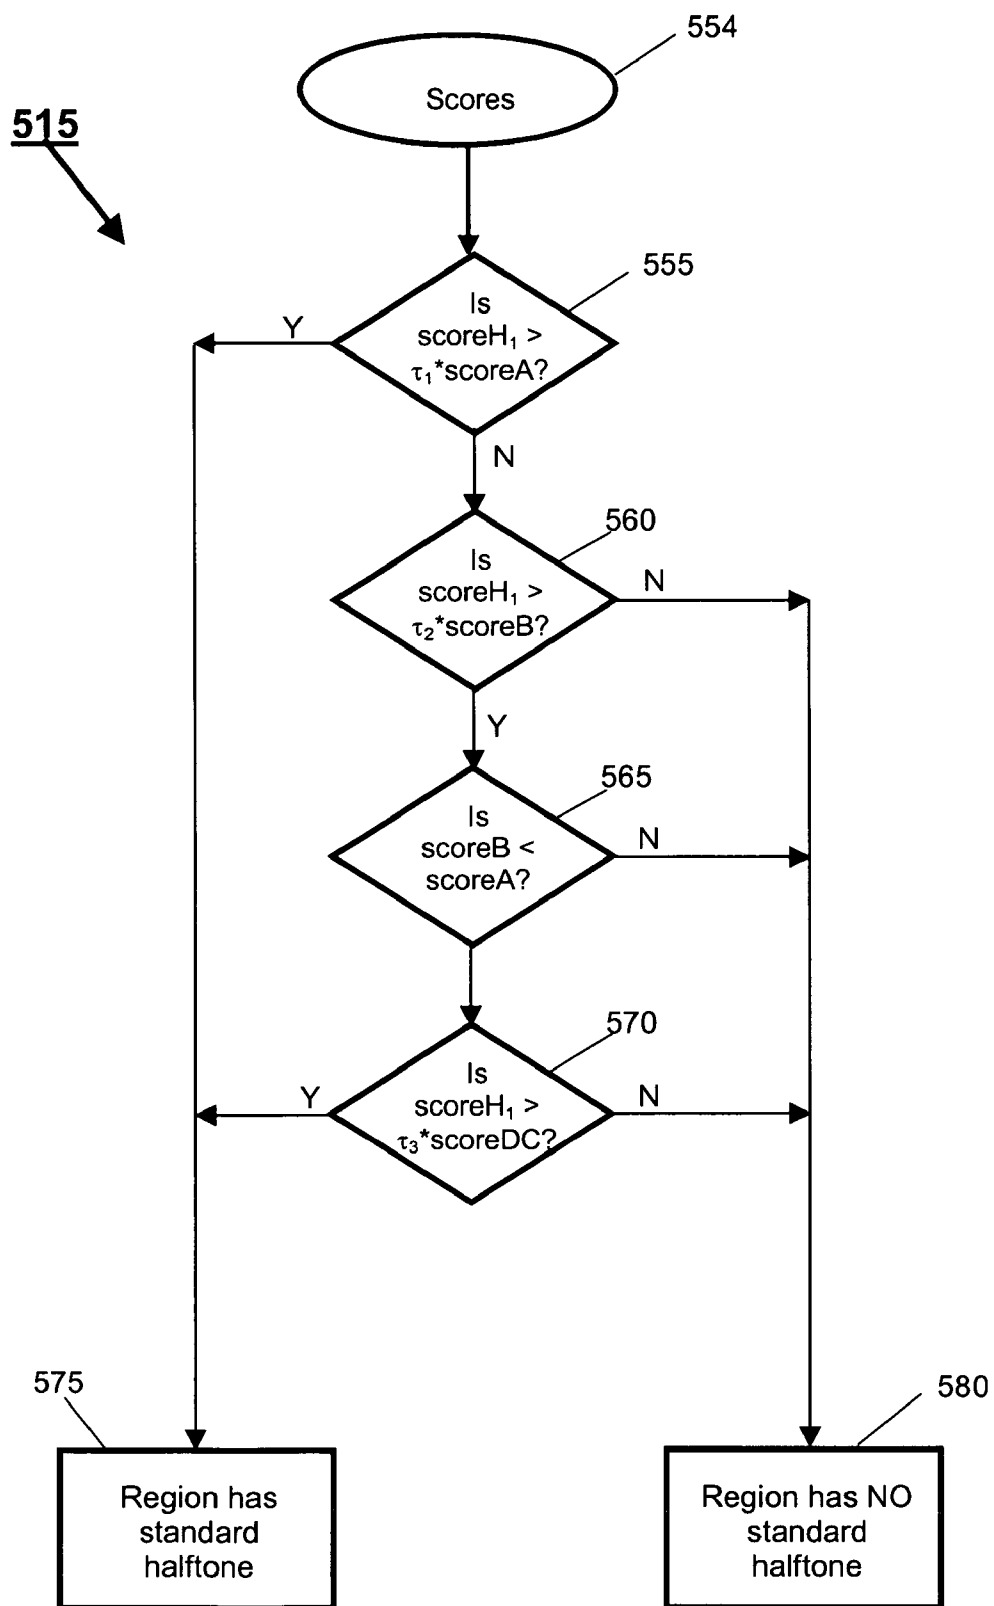 554
Scores
515
555
Is
scoreH₁ >
τ₁*scoreA?
Y
N
560
Is
scoreH₁ >
τ₂*scoreB?
N
Y
565
Is
scoreB <
scoreA?
N
570
Is
scoreH₁ >
τ₃*scoreDC?
Y
N
575
Region has
standard
halftone
580
Region has NO
standard
halftone